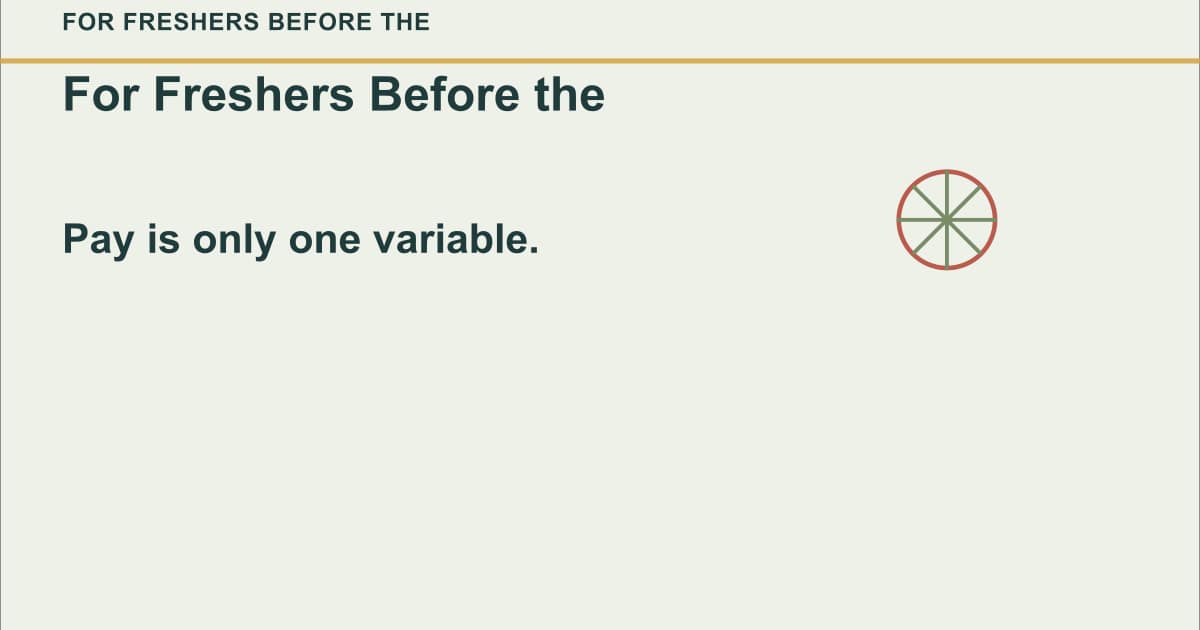 FOR FRESHERS BEFORE THE
For Freshers Before the
Pay is only one variable.